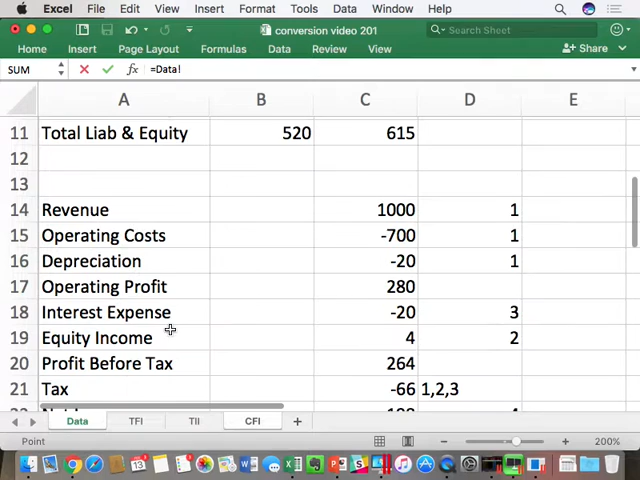 Excel File Edit View Insert Format Tools Data Window Help
conversion video 201 Search Sheet
Home Insert Page Layout Formulas Data Review View Share
SUM fx =Data!
A B C D E
11 Total Liab & Equity 520 615
12
13
14 Revenue 1000 1
15 Operating Costs -700 1
16 Depreciation -20 1
17 Operating Profit 280
18 Interest Expense -20 3
19 Equity Income 4 2
20 Profit Before Tax 264
21 Tax -66 1,2,3
Data TFI TII CFI
Point 200%